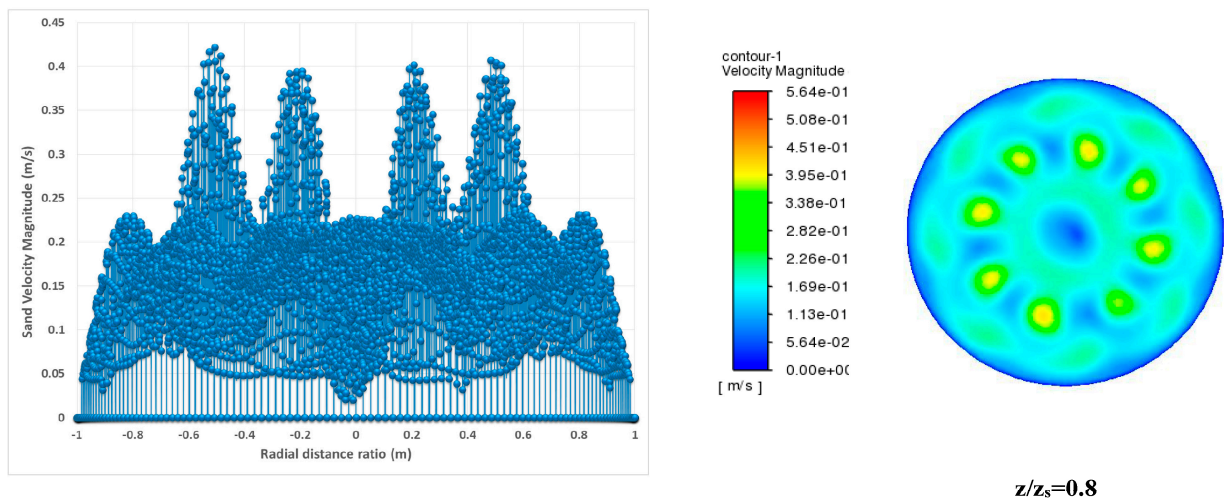 0.45
0.4
0.35
0.3
0.25
0.2
0.15
0.1
0.05
0
Sand Velocity Magnitude (m/s)
-1 -0.8 -0.6 -0.4 -0.2 0 0.2 0.4 0.6 0.8 1
Radial distance ratio (m)
contour-1
Velocity Magnitude
5.64e-01
5.08e-01
4.51e-01
3.95e-01
3.38e-01
2.82e-01
2.26e-01
1.69e-01
1.13e-01
5.64e-02
0.00e+0
[ m/s ]
z/zs=0.8